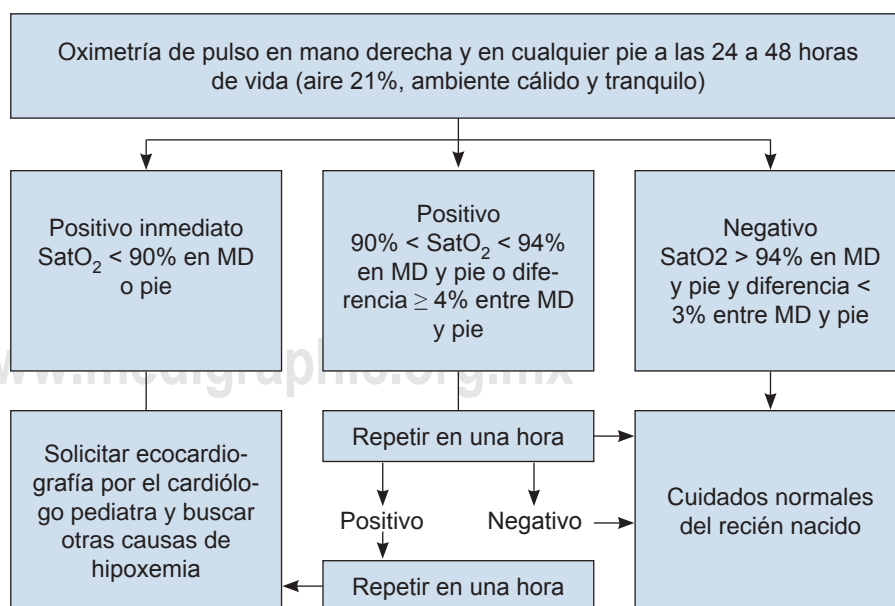 Oximetría de pulso en mano derecha y en cualquier pie a las 24 a 48 horas
de vida (aire 21%, ambiente cálido y tranquilo)
Positivo inmediato
SatO₂ < 90% en MD
o pie
Positivo
90% < SatO₂ < 94%
en MD y pie o dife-
rencia ≥ 4% entre MD
y pie
Negativo
SatO2 > 94% en MD
y pie y diferencia <
3% entre MD y pie
www.medigraphic.org.mx
Solicitar ecocardio-
grafía por el cardiólo-
go pediatra y buscar
otras causas de
hipoxemia
Repetir en una hora
Positivo
Negativo
Repetir en una hora
Cuidados normales
del recién nacido